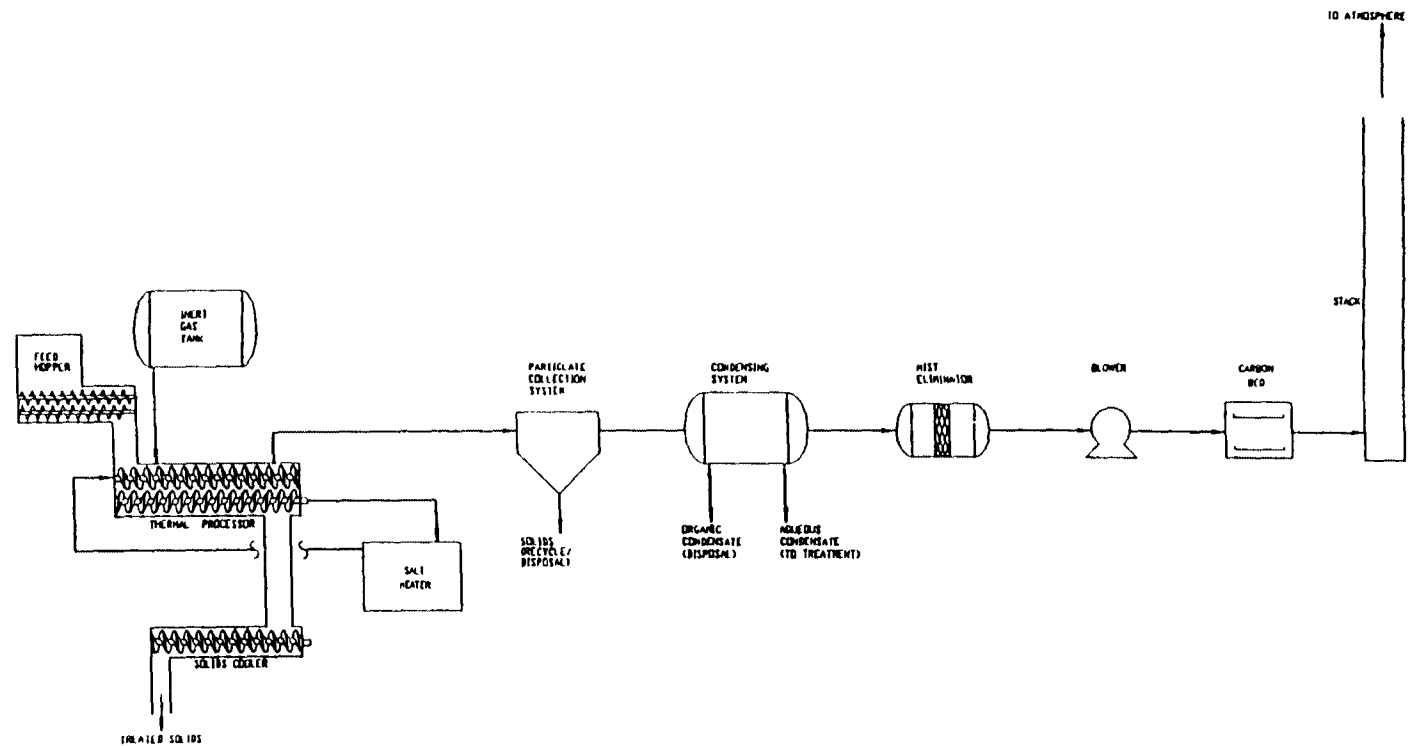 TO ATMOSPHERE
STACK
INERT
GAS
TANK
FEED
HOPPER
PARTICLATE
COLLECTION
SYSTEM
CONDENSING
SYSTEM
MIST
ELIMINATOR
BLOWER
CARBON
BED
THERMAL PROCESSOR
SOLIDS
(RECYCLE/
DISPOSAL)
ORGANIC
CONDENSATE
(DISPOSAL)
AQUEOUS
CONDENSATE
(TO TREATMENT)
SALT
HEATER
SOLIDS COOLER
TREATED SOLIDS